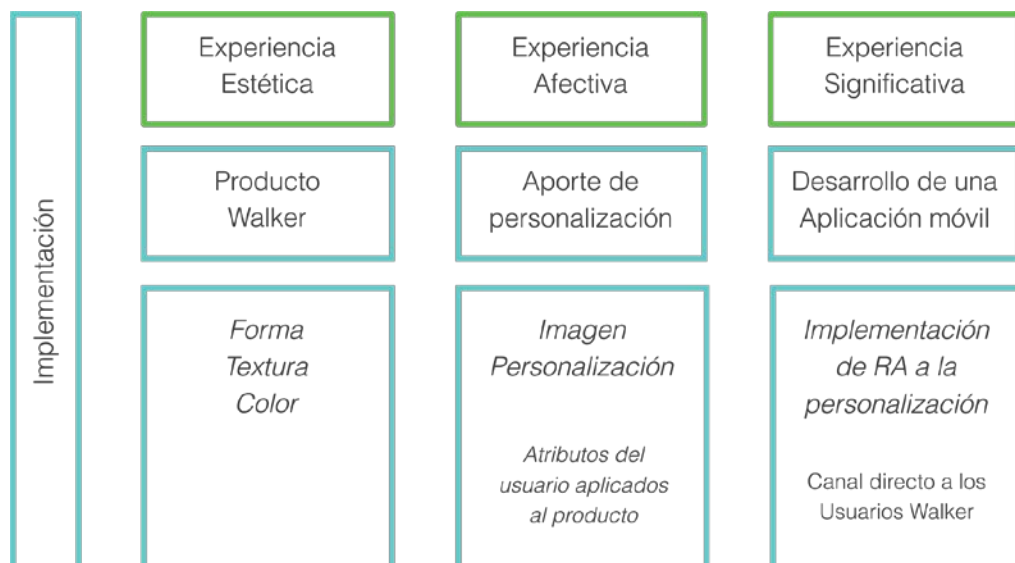 Implementación
Experiencia
Estética
Experiencia
Afectiva
Experiencia
Significativa
Producto
Walker
Aporte de
personalización
Desarrollo de una
Aplicación móvil
Forma
Textura
Color
Imagen
Personalización
Atributos del
usuario aplicados
al producto
Implementación
de RA a la
personalización
Canal directo a los
Usuarios Walker